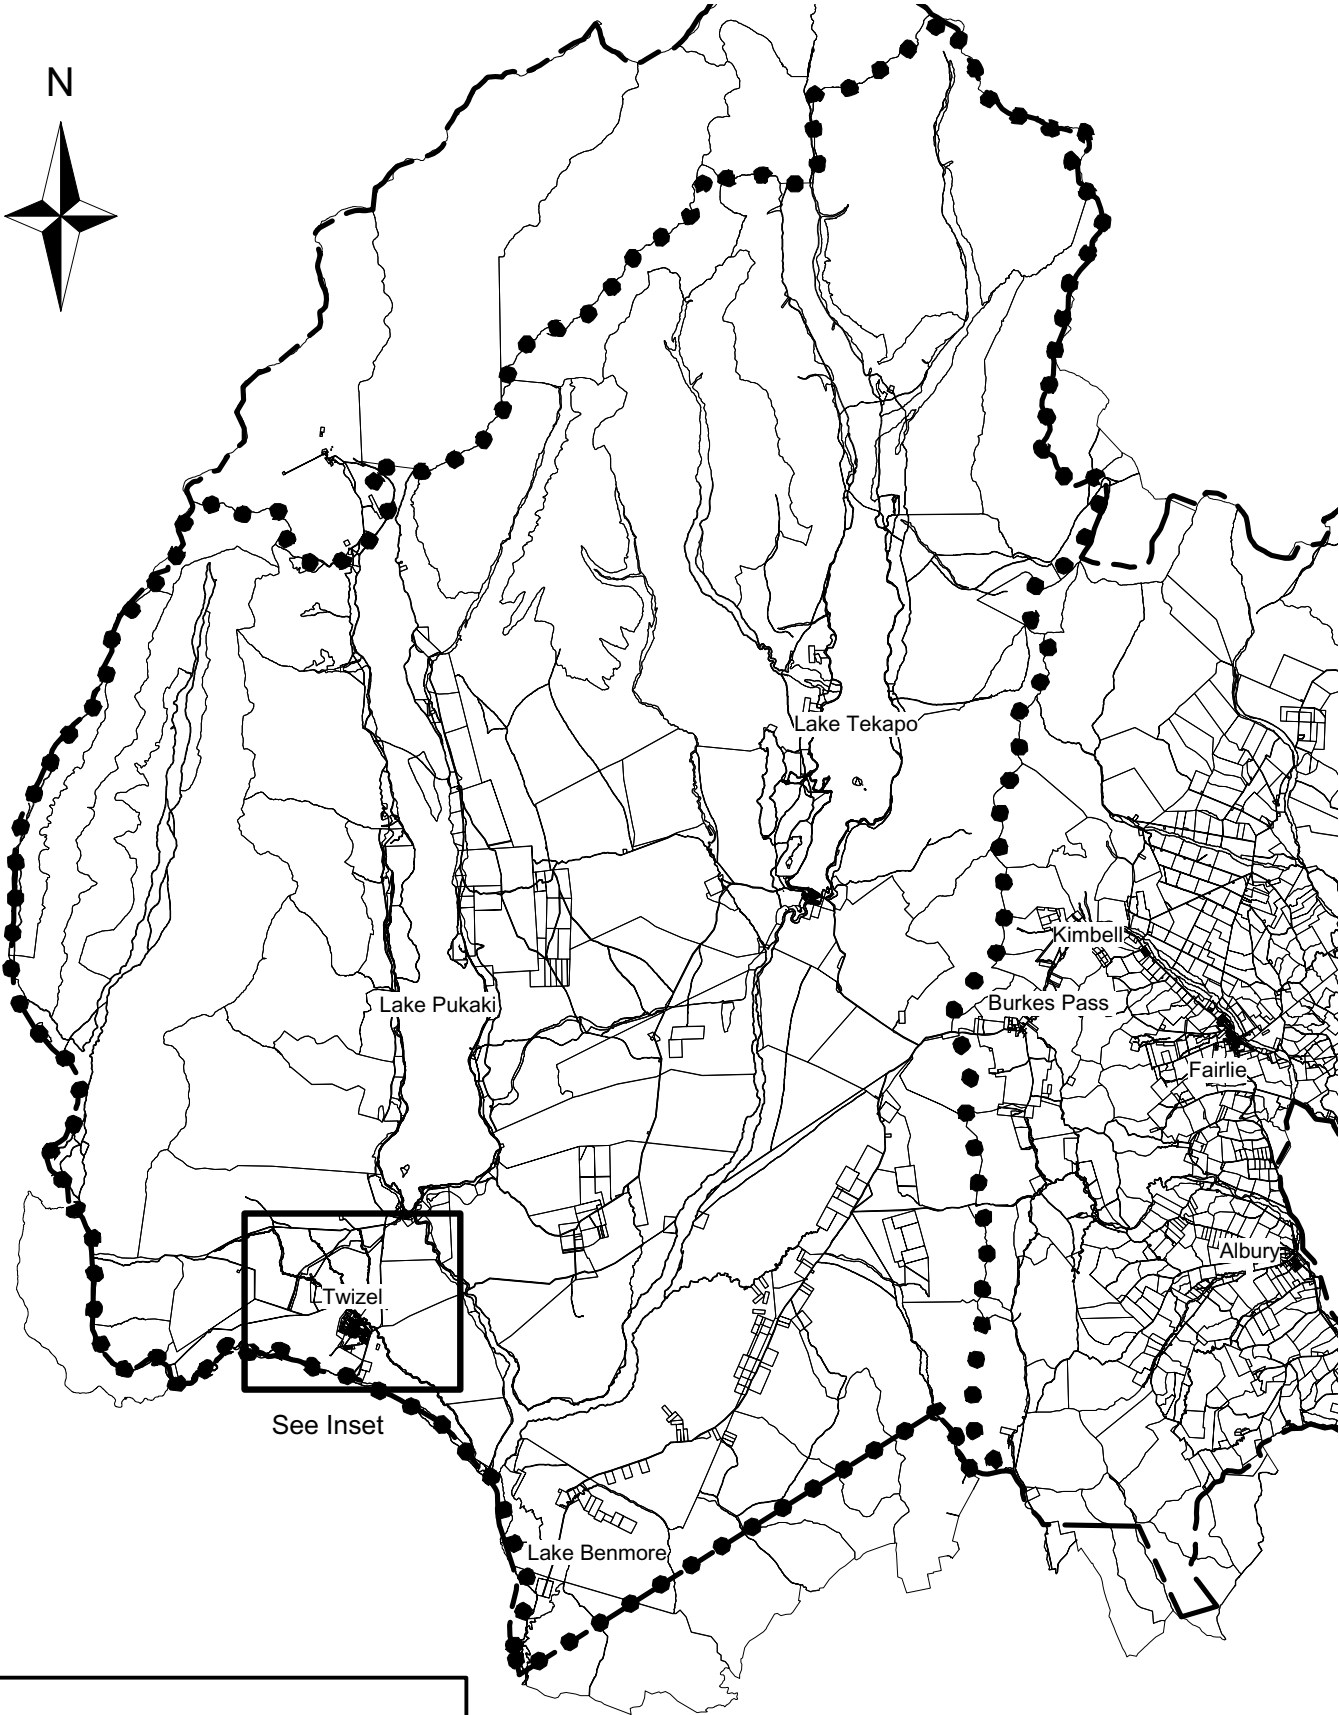 N
Lake Tekapo
Kimbell
Lake Pukaki
Burkes Pass
Fairlie
Albury
Twizel
See Inset
Lake Benmore